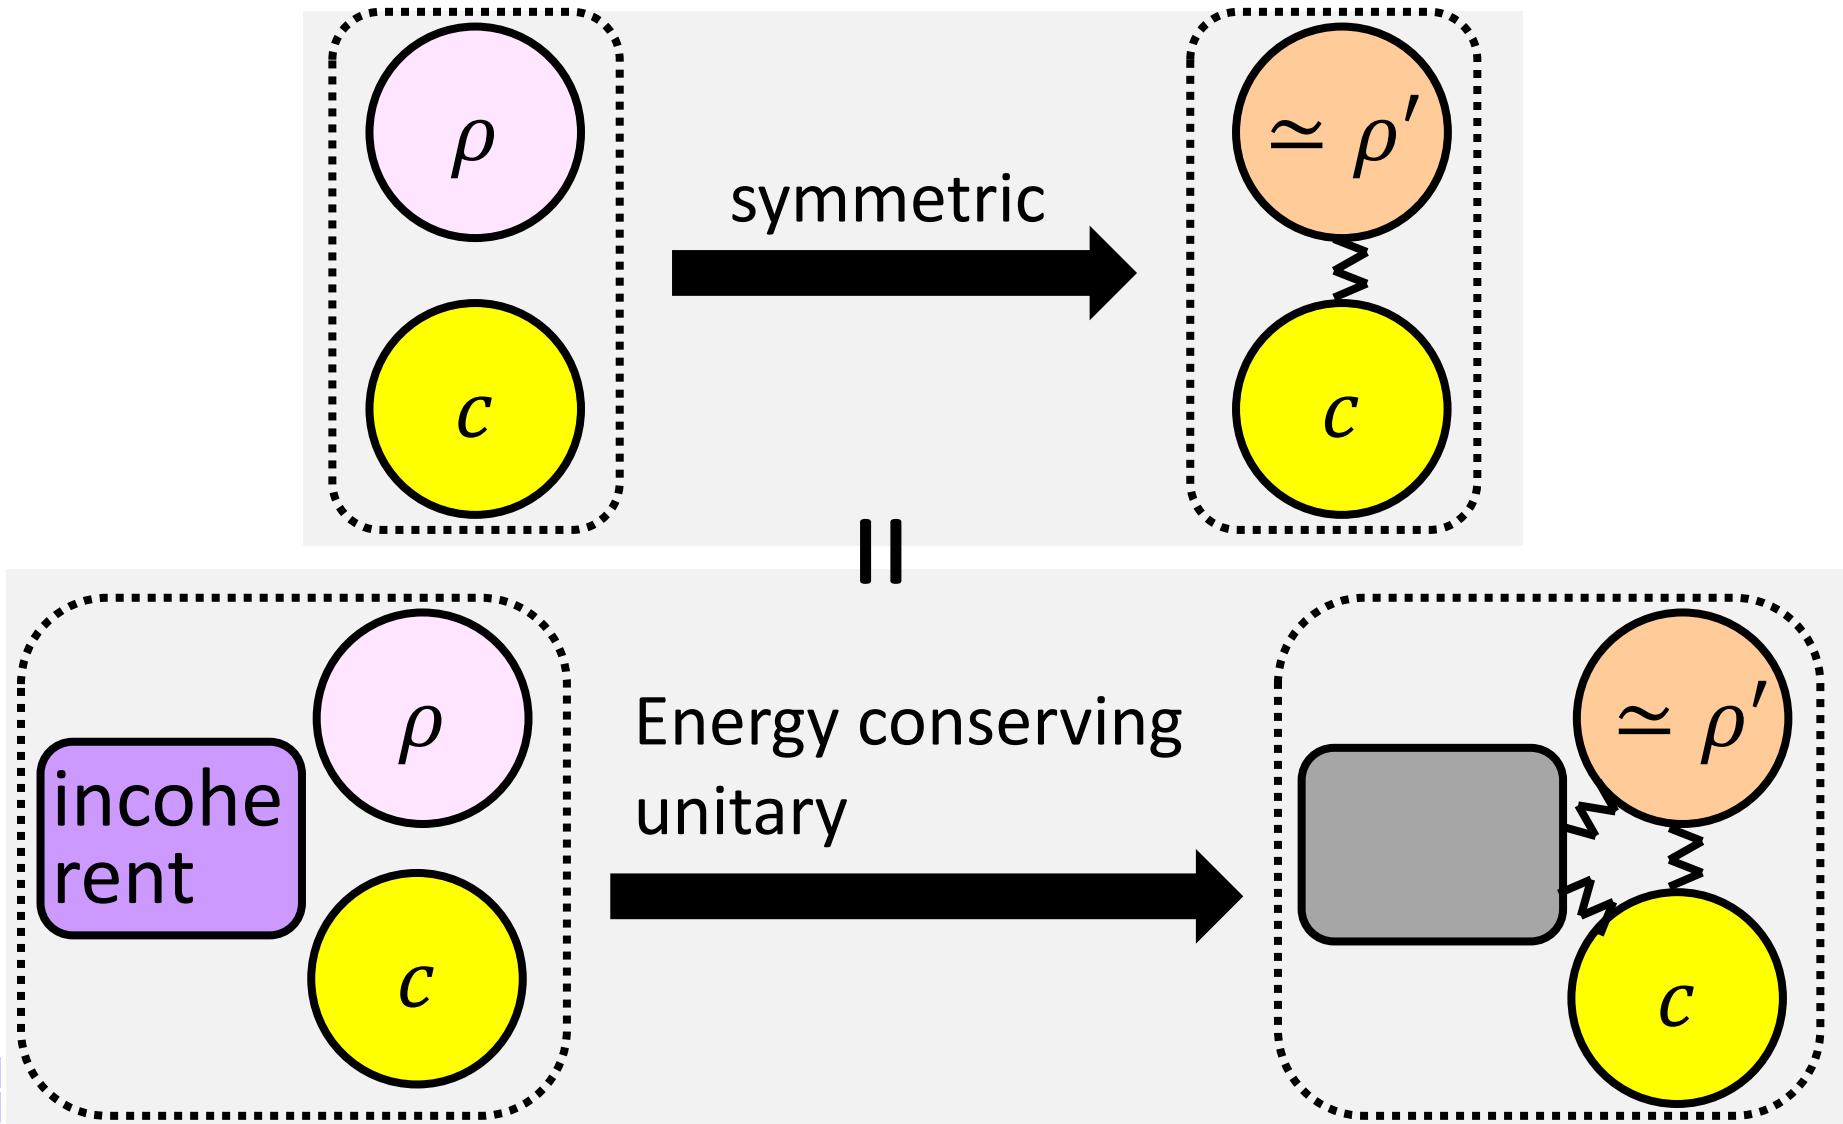 ρ
symmetric
≃ ρ′
c
c
ρ
Energy conserving
unitary
≃ ρ′
incohe
rent
c
c